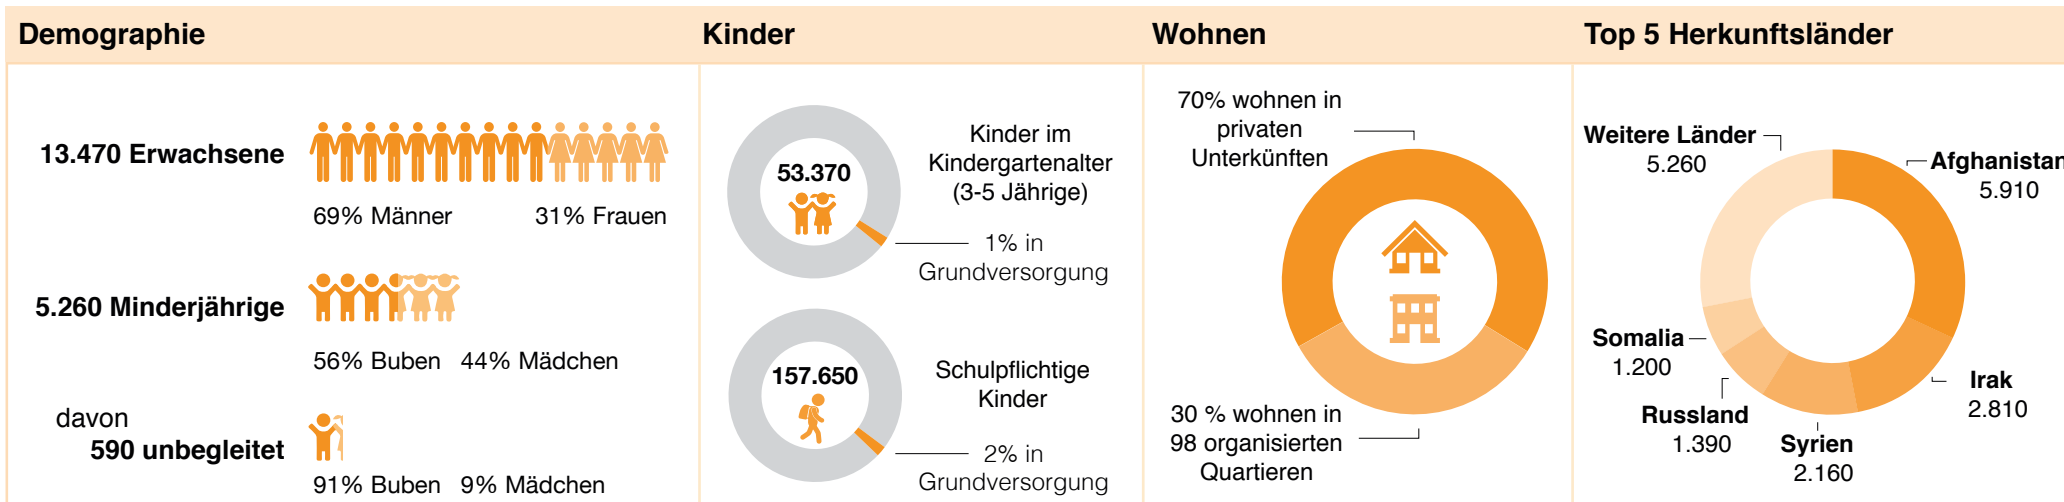 Demographie
13.470 Erwachsene
69% Männer
31% Frauen
5.260 Minderjährige
56% Buben
44% Mädchen
davon
590 unbegleitet
91% Buben
9% Mädchen
Kinder
53.370
Kinder im
Kindergartenalter
(3-5 Jährige)
1% in
Grundversorgung
157.650
Schulpflichtige
Kinder
2% in
Grundversorgung
Wohnen
70% wohnen in
privaten
Unterkünften
30 % wohnen in
98 organisierten
Quartieren
Top 5 Herkunftsländer
Weitere Länder
5.260
Afghanistan
5.910
Somalia
1.200
Irak
2.810
Russland
1.390
Syrien
2.160